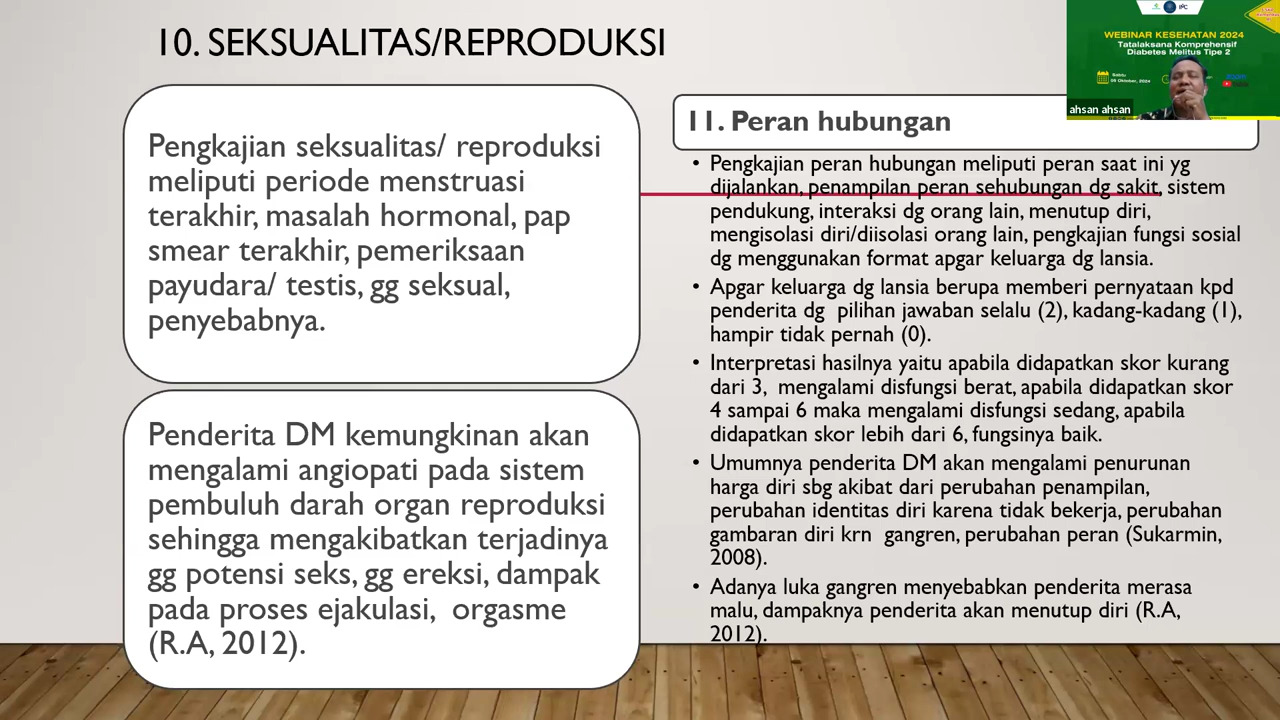 10. SEKSUALITAS/REPRODUKSI
Pengkajian seksualitas/ reproduksi
meliputi periode menstruasi
terakhir, masalah hormonal, pap
smear terakhir, pemeriksaan
payudara/ testis, gg seksual,
penyebabnya.
Penderita DM kemungkinan akan
mengalami angiopati pada sistem
pembuluh darah organ reproduksi
sehingga mengakibatkan terjadinya
gg potensi seks, gg ereksi, dampak
pada proses ejakulasi, orgasme
(R.A, 2012).
11. Peran hubungan
• Pengkajian peran hubungan meliputi peran saat ini yg
dijalankan, penampilan peran sehubungan dg sakit, sistem
pendukung, interaksi dg orang lain, menutup diri,
mengisolasi diri/diisolasi orang lain, pengkajian fungsi sosial
dg menggunakan format apgar keluarga dg lansia.
• Apgar keluarga dg lansia berupa memberi pernyataan kpd
penderita dg pilihan jawaban selalu (2), kadang-kadang (1),
hampir tidak pernah (0).
• Interpretasi hasilnya yaitu apabila didapatkan skor kurang
dari 3, mengalami disfungsi berat, apabila didapatkan skor
4 sampai 6 maka mengalami disfungsi sedang, apabila
didapatkan skor lebih dari 6, fungsinya baik.
• Umumnya penderita DM akan mengalami penurunan
harga diri sbg akibat dari perubahan penampilan,
perubahan identitas diri karena tidak bekerja, perubahan
gambaran diri krn gangren, perubahan peran (Sukarmin,
2008).
• Adanya luka gangren menyebabkan penderita merasa
malu, dampaknya penderita akan menutup diri (R.A,
2012).
IPC
WEBINAR KESEHATAN 2024
Tatalaksana Komprehensif
Diabetes Melitus Tipe 2
Sabtu
ahsan ahsan